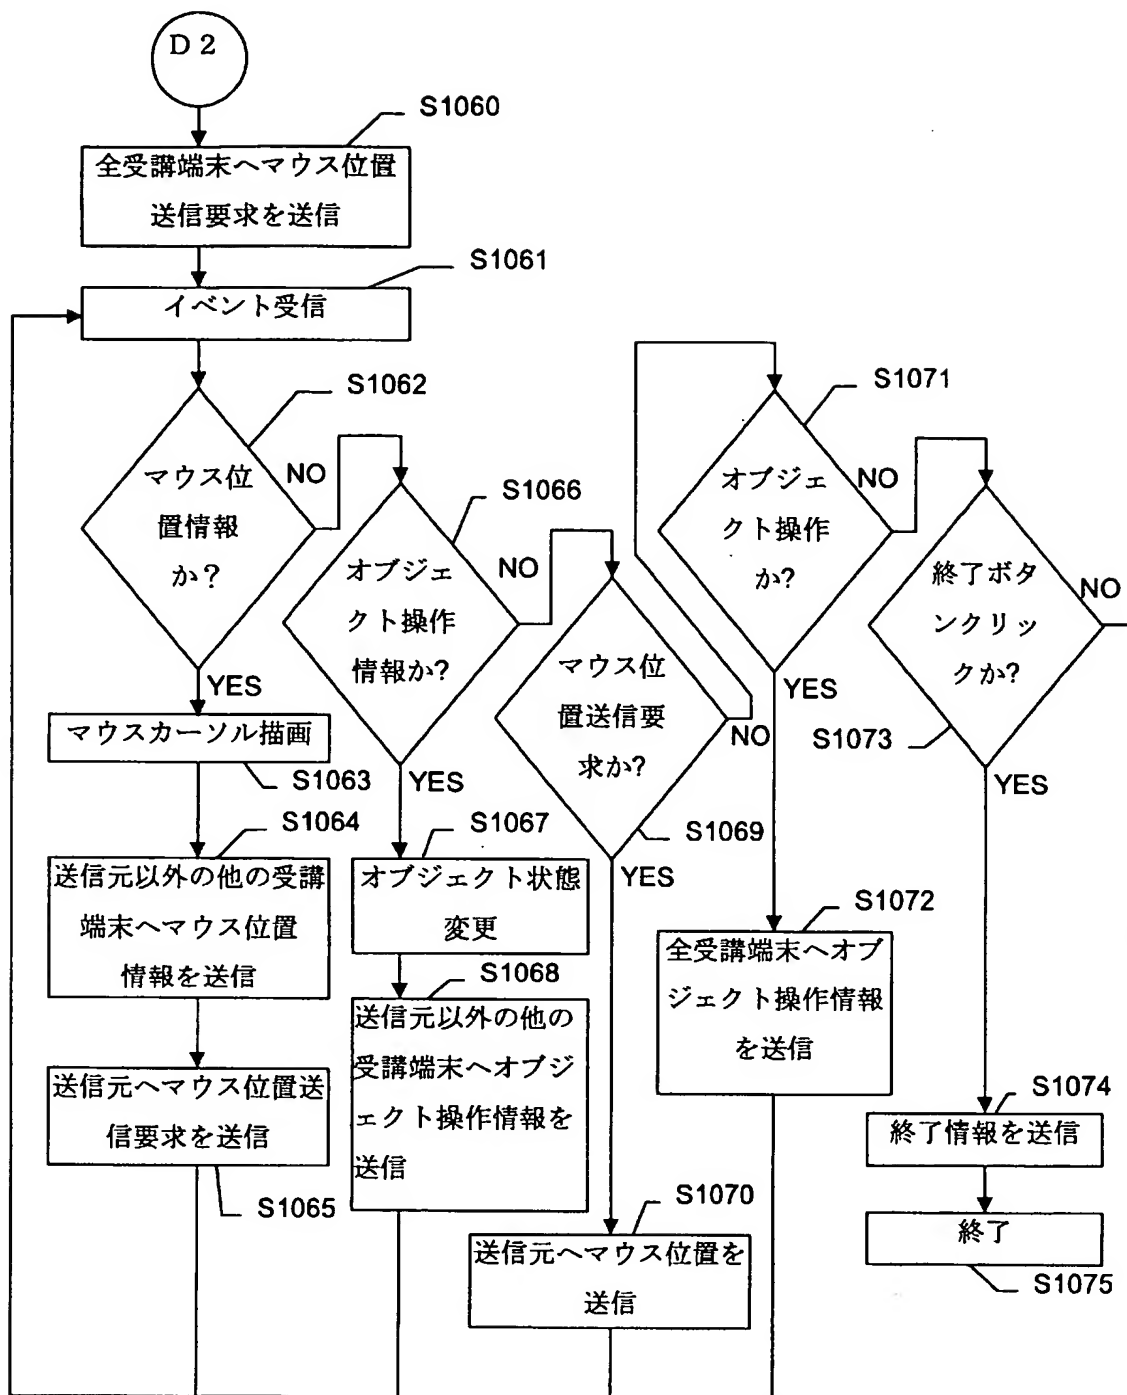 D 2
S1060
全受講端末へマウス位置
送信要求を送信
S1061
イベント受信
S1062
マウス位
置情報
か？
NO
YES
マウスカーソル描画
S1063
S1064
送信元以外の他の受講
端末へマウス位置
情報を送信
送信元へマウス位置送
信要求を送信
S1065
S1066
オブジェ
クト操作
情報か?
NO
YES
S1067
オブジェクト状態
変更
S1068
送信元以外の他の
受講端末へオブジ
ェクト操作情報を
送信
マウス位
置送信要
求か?
NO
S1069
YES
S1070
送信元へマウス位置を
送信
S1071
オブジェ
クト操作
か?
NO
YES
S1072
全受講端末へオブ
ジェクト操作情報
を送信
終了ボタ
ンクリッ
クか?
NO
S1073
YES
S1074
終了情報を送信
終了
S1075